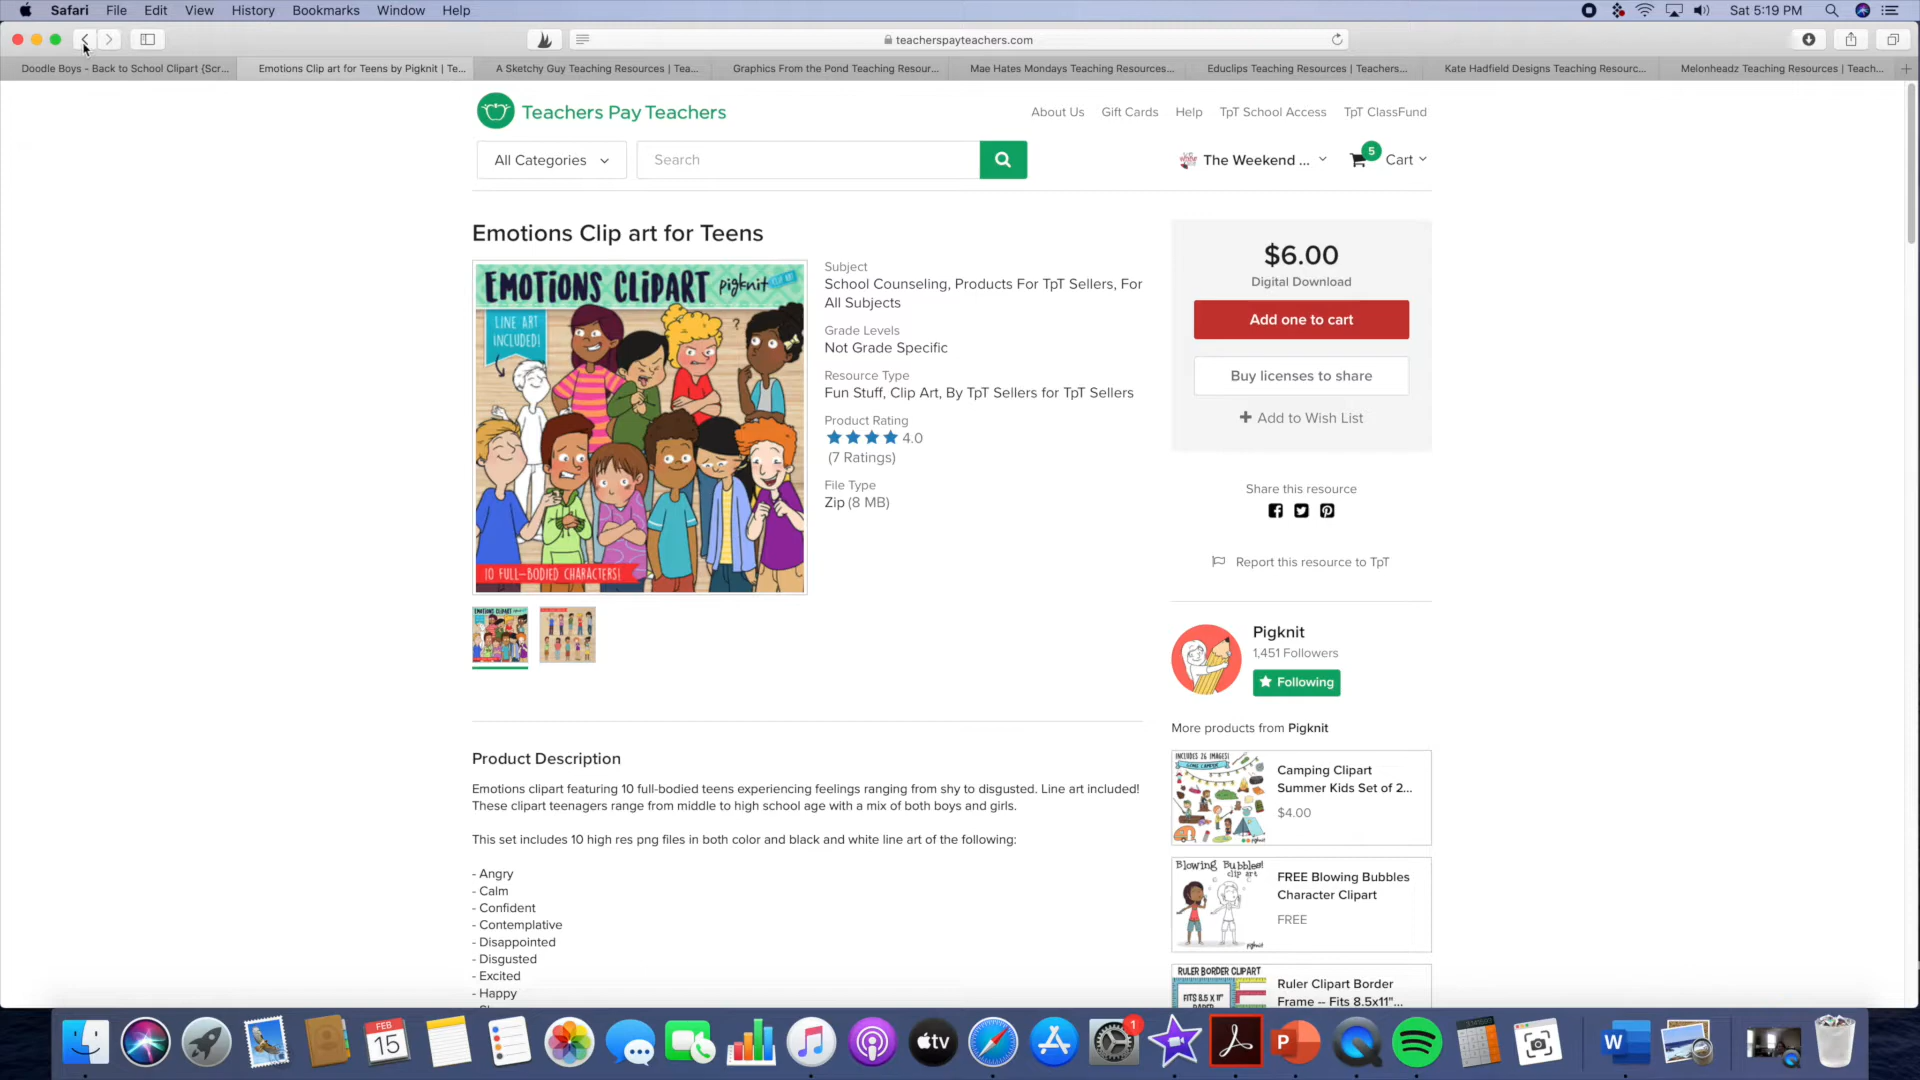 Safari File Edit View History Bookmarks Window Help Sat 5:19 PM
teacherspayteachers.com
Doodle Boys - Back to School Clipart {Scr... Emotions Clip art for Teens by Pigknit | Te... A Sketchy Guy Teaching Resources | Tea... Graphics From the Pond Teaching Resour... Mae Hates Mondays Teaching Resources... Educlips Teaching Resources | Teachers... Kate Hadfield Designs Teaching Resourc... Melonheadz Teaching Resources | Teach...
Teachers Pay Teachers
About Us Gift Cards Help TpT School Access TpT ClassFund
All Categories Search The Weekend ... 5 Cart
Emotions Clip art for Teens
EMOTIONS CLIPART pigknit CLIP ART
LINE ART
INCLUDED!
?
10 FULL-BODIED CHARACTERS!
Subject
School Counseling, Products For TpT Sellers, For
All Subjects
Grade Levels
Not Grade Specific
Resource Type
Fun Stuff, Clip Art, By TpT Sellers for TpT Sellers
Product Rating
4.0
(7 Ratings)
File Type
Zip (8 MB)
$6.00
Digital Download
Add one to cart
Buy licenses to share
Add to Wish List
Share this resource
Report this resource to TpT
Pigknit
1,451 Followers
Following
More products from Pigknit
INCLUDES 26 IMAGES!
Camping Clipart
Summer Kids Set of 2...
$4.00
Blowing Bubbles!
clip art
pigknit
FREE Blowing Bubbles
Character Clipart
FREE
RULER BORDER CLIPART
FITS 8.5 X 11"
Ruler Clipart Border
Frame -- Fits 8.5x11"...
Product Description
Emotions clipart featuring 10 full-bodied teens experiencing feelings ranging from shy to disgusted. Line art included!
These clipart teenagers range from middle to high school age with a mix of both boys and girls.
This set includes 10 high res png files in both color and black and white line art of the following:
- Angry
- Calm
- Confident
- Contemplative
- Disappointed
- Disgusted
- Excited
- Happy
FEB
15
tv
1
P
W